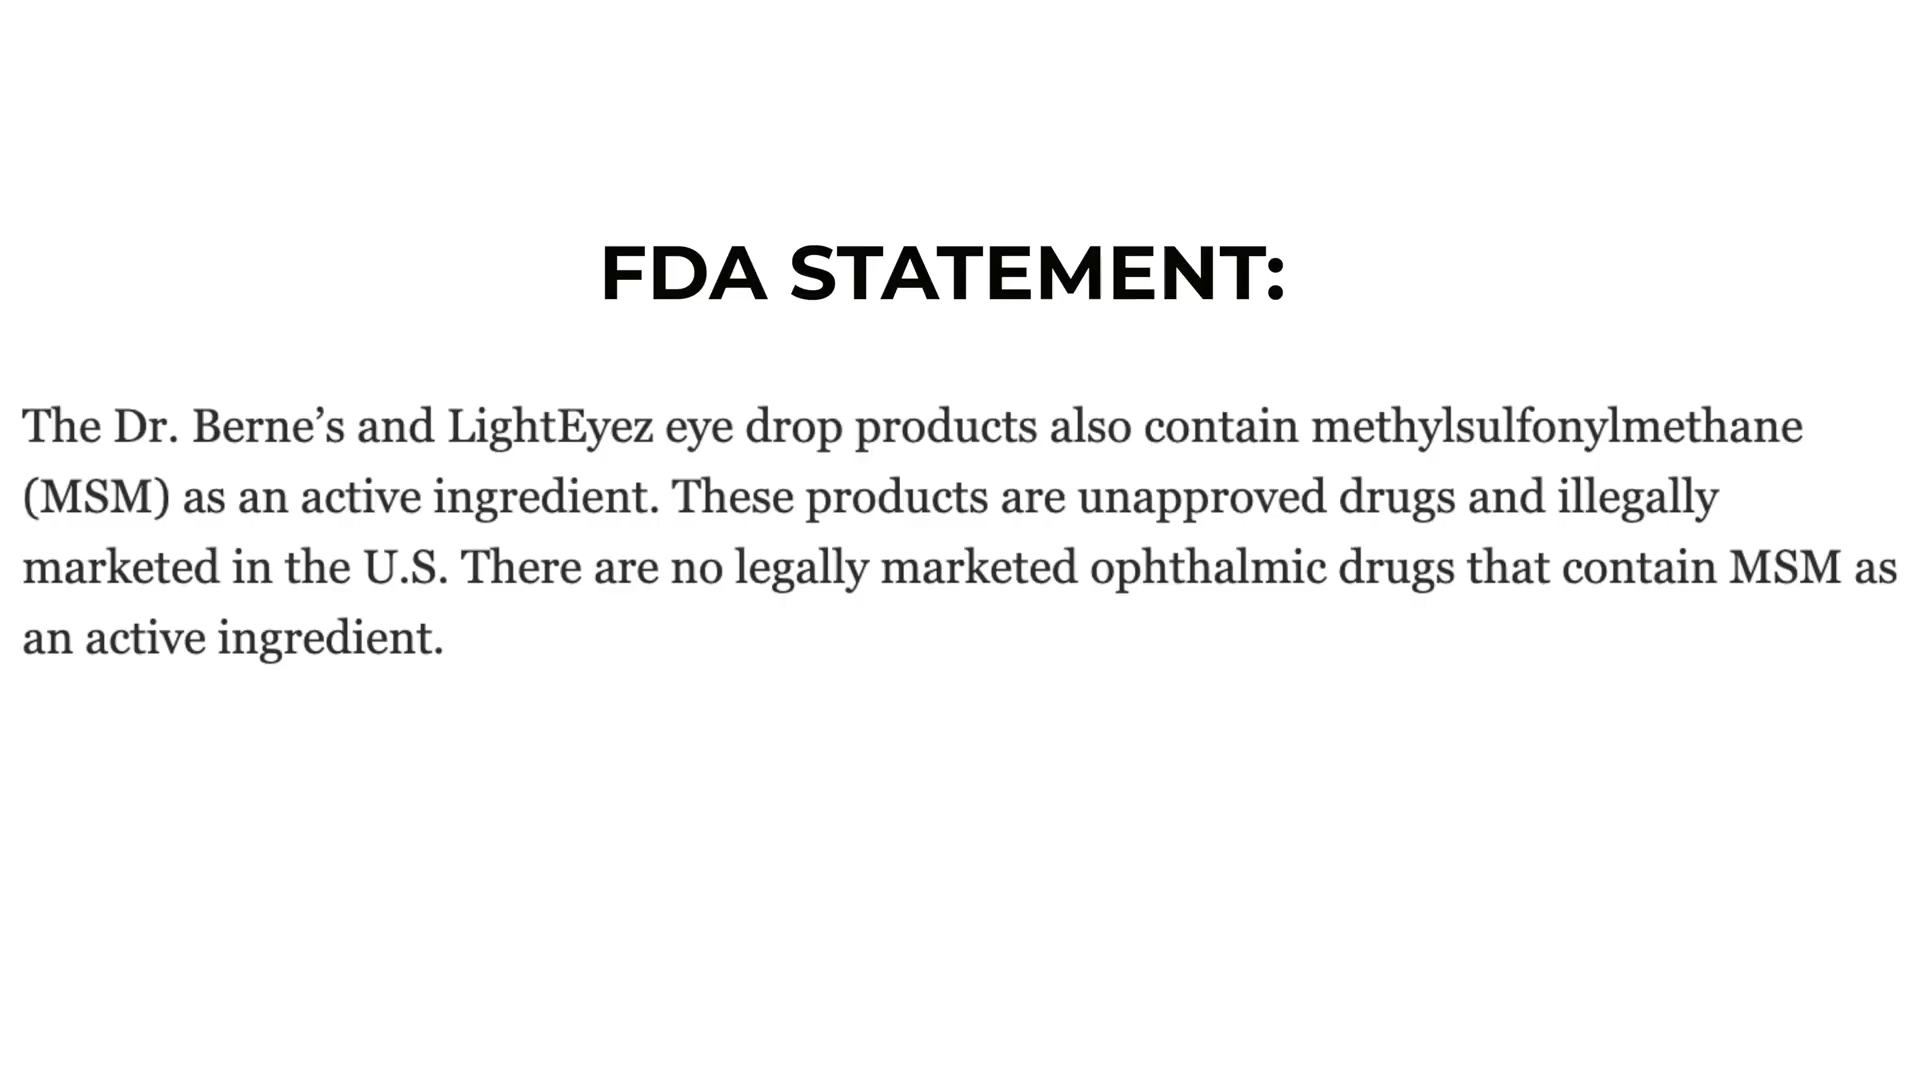 FDA STATEMENT:
The Dr. Berne’s and LightEyez eye drop products also contain methylsulfonylmethane
(MSM) as an active ingredient. These products are unapproved drugs and illegally
marketed in the U.S. There are no legally marketed ophthalmic drugs that contain MSM as
an active ingredient.